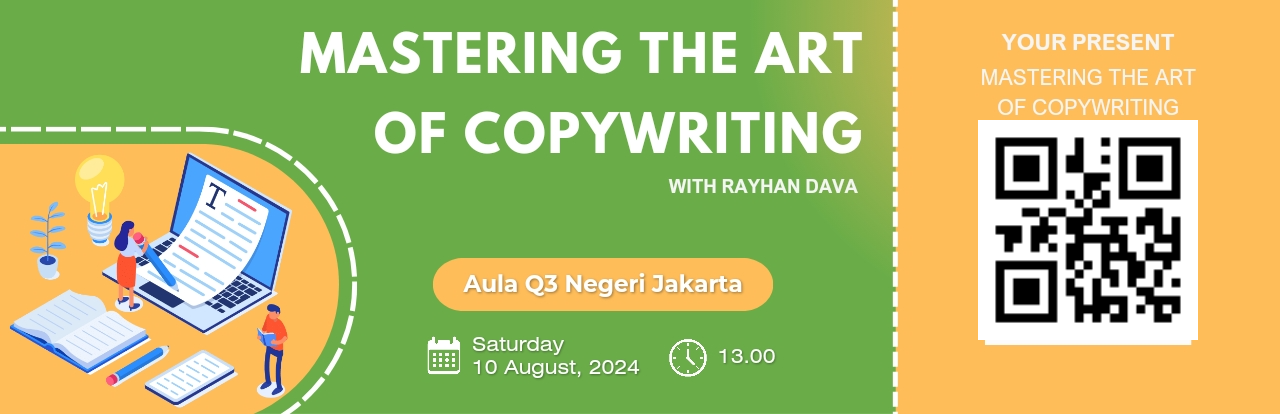 MASTERING THE ART
OF COPYWRITING
WITH RAYHAN DAVA
Aula Q3 Negeri Jakarta
Saturday
10 August, 2024
13.00
T
YOUR PRESENT
MASTERING THE ART
OF COPYWRITING